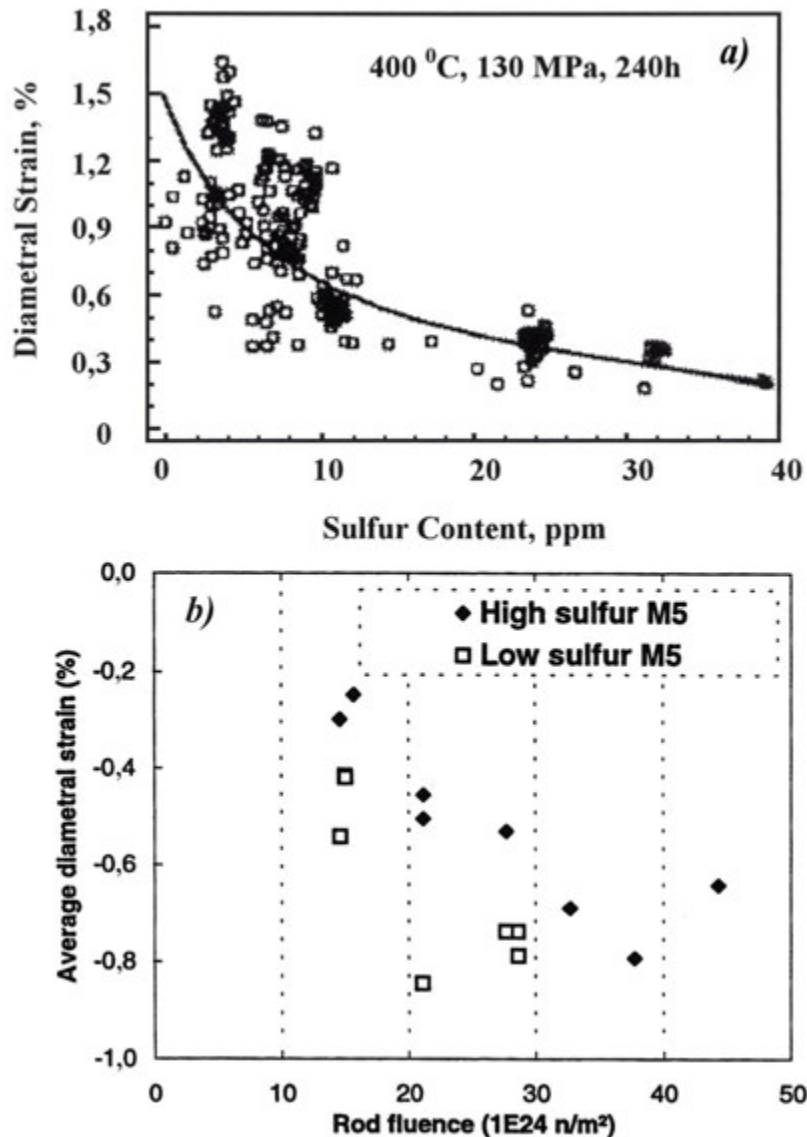 1,8
1,5
1,2
0,9
0,6
0,3
0
Diametral Strain, %
a)
400 ⁰C, 130 MPa, 240h
0 10 20 30 40
Sulfur Content, ppm
0,0
-0,2
-0,4
-0,6
-0,8
-1,0
Average diametral strain (%)
b)
High sulfur M5
Low sulfur M5
0 10 20 30 40 50
Rod fluence (1E24 n/m²)